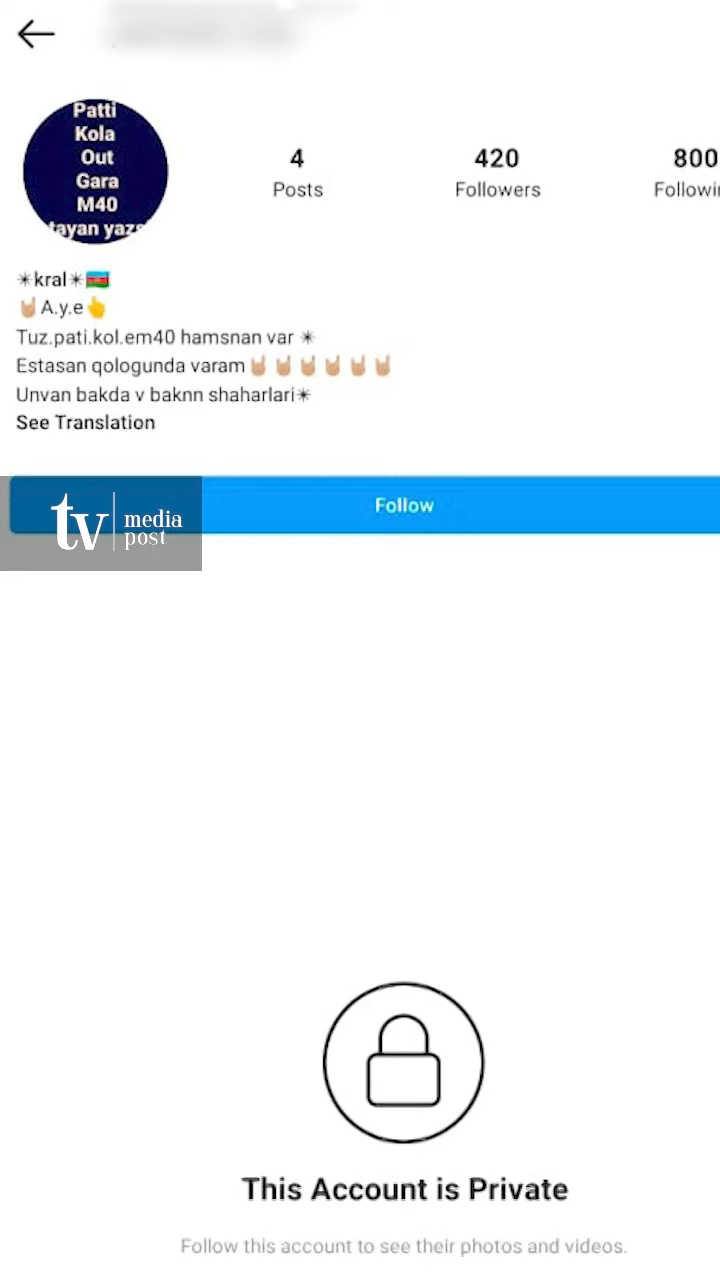 Patti
Kola
Out
Gara
M40
4
Posts
420
Followers
800
✴kral✴🇦🇿
🤘🏼A.y.e👆
Tuz.pati.kol.em40 hamsnan var ✴
Estasan qologunda varam🤘🏼🤘🏼🤘🏼🤘🏼🤘🏼🤘🏼
Unvan bakda v baknn shaharlari✴
See Translation
Follow
tv media
post
This Account is Private
Follow this account to see their photos and videos.